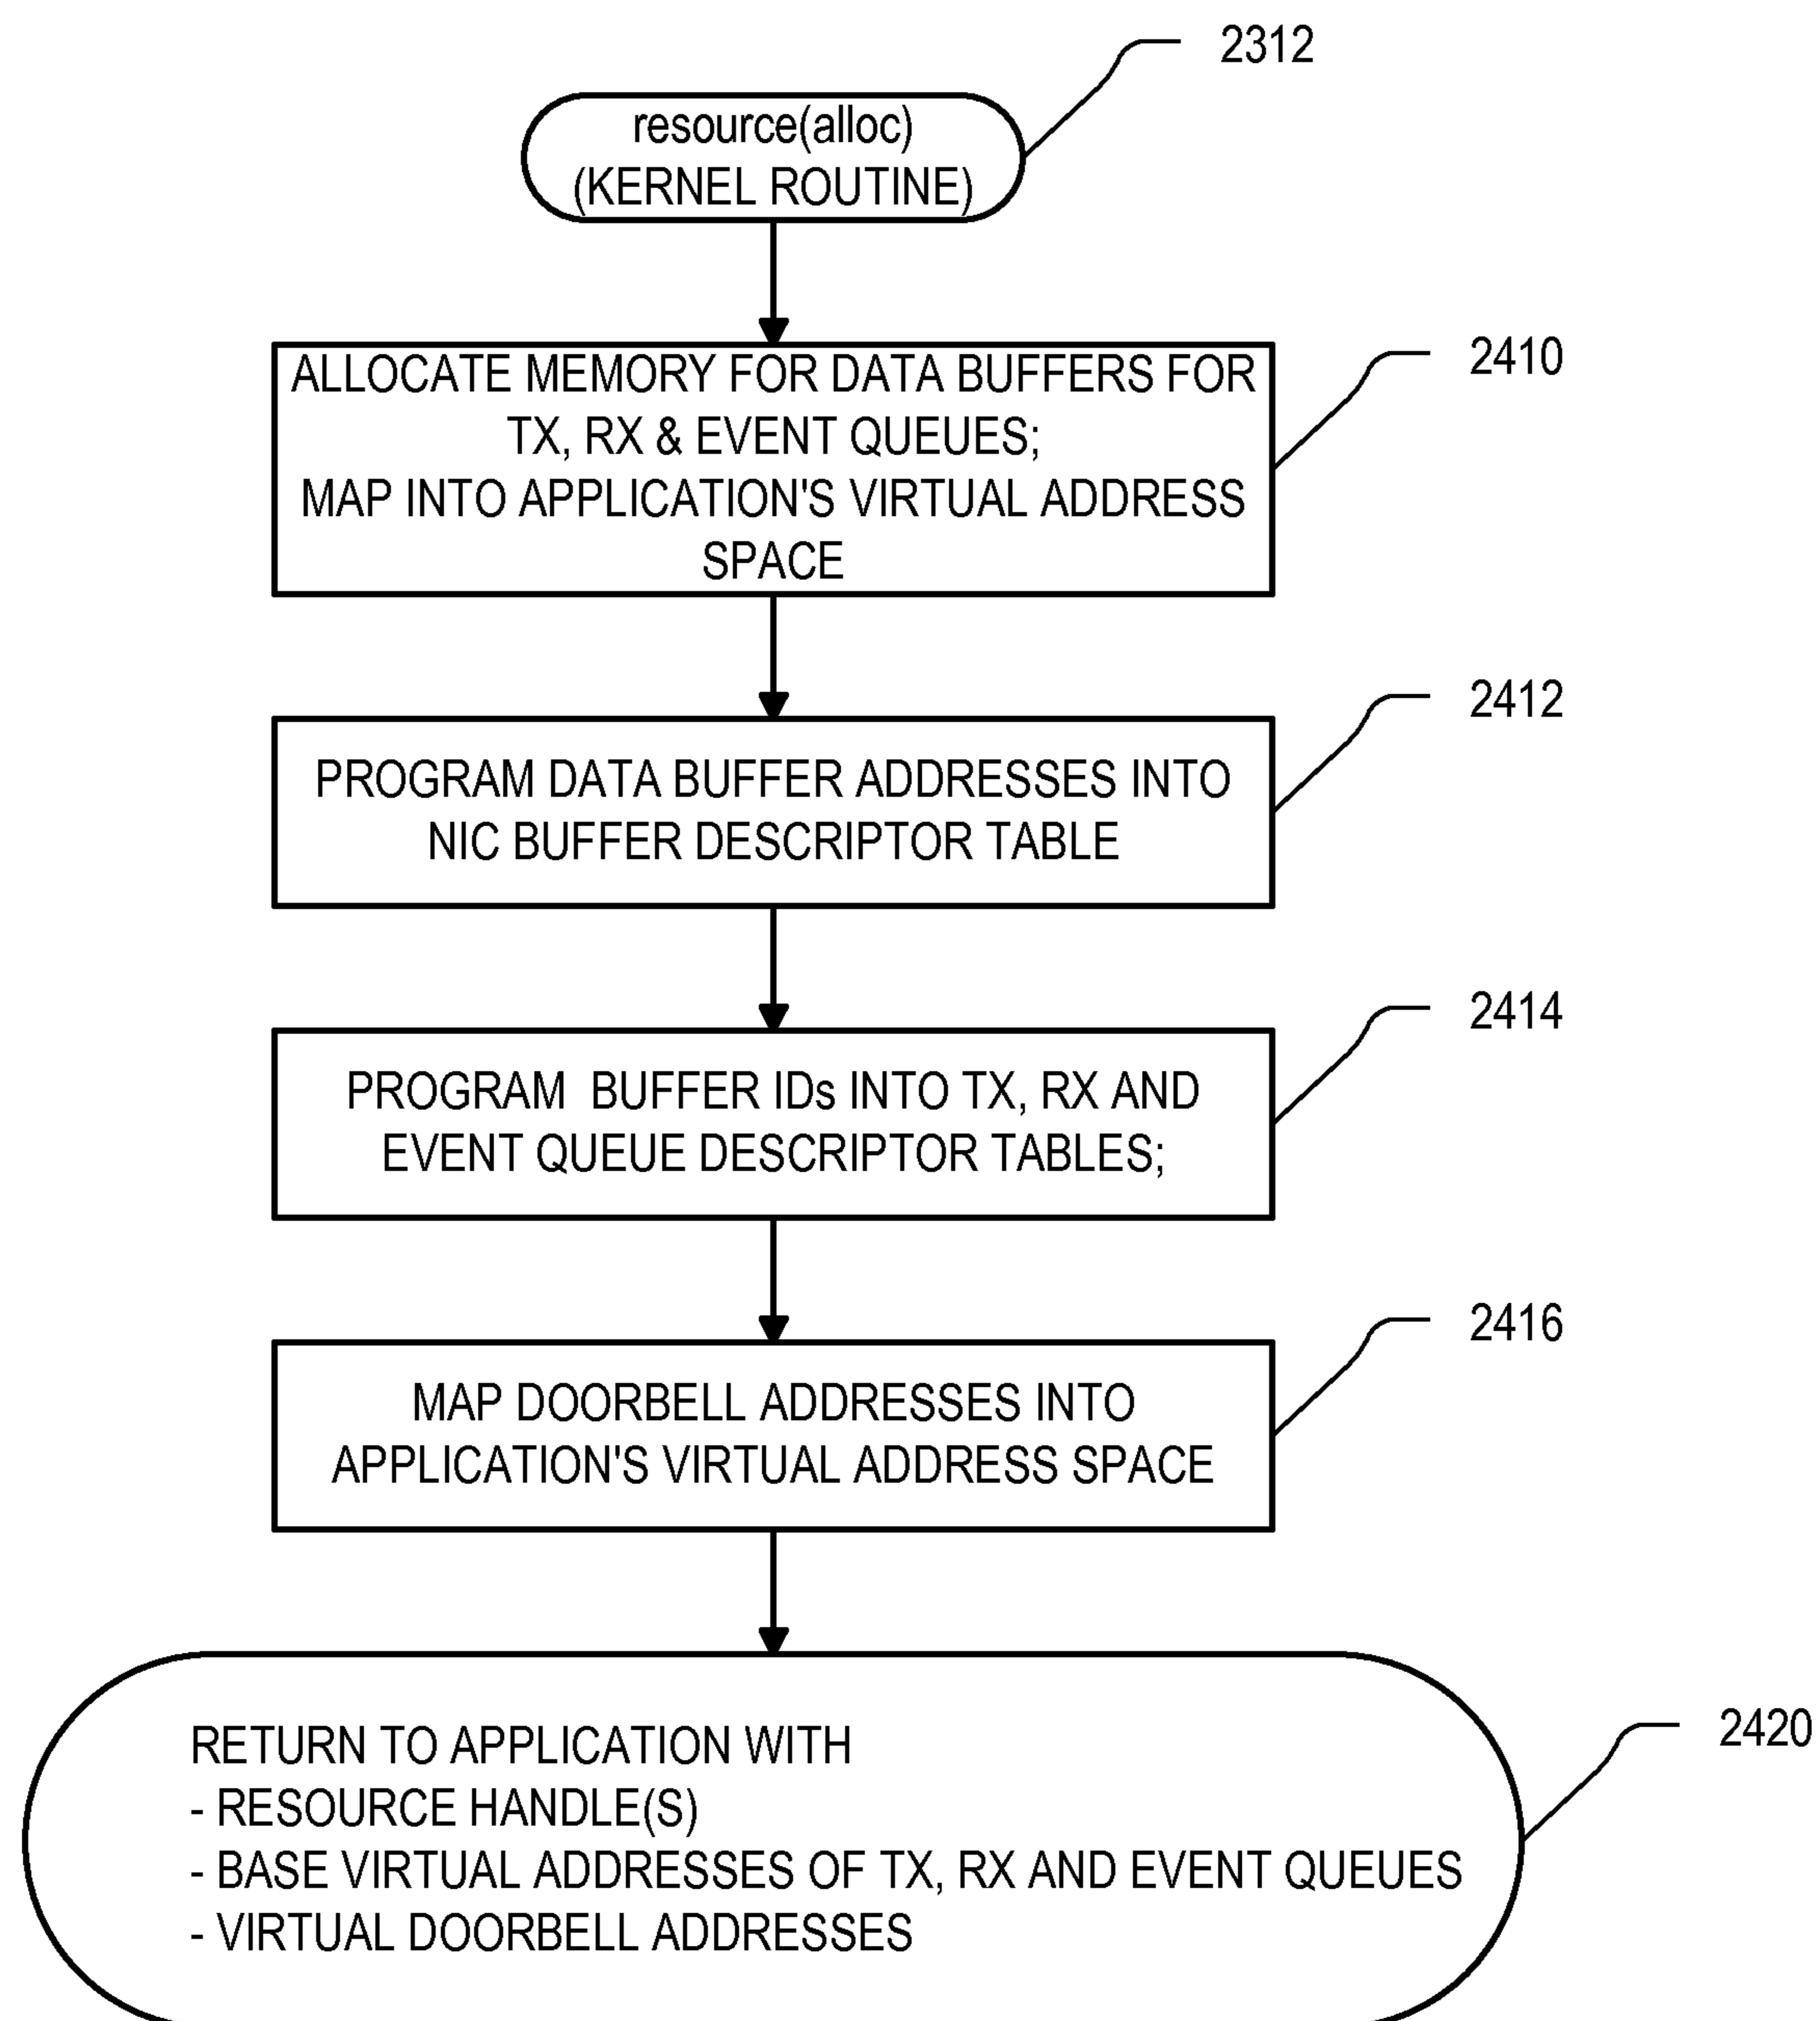 2312
resource(alloc)
(KERNEL ROUTINE)
2410
ALLOCATE MEMORY FOR DATA BUFFERS FOR
TX, RX & EVENT QUEUES;
MAP INTO APPLICATION'S VIRTUAL ADDRESS
SPACE
2412
PROGRAM DATA BUFFER ADDRESSES INTO
NIC BUFFER DESCRIPTOR TABLE
2414
PROGRAM BUFFER IDs INTO TX, RX AND
EVENT QUEUE DESCRIPTOR TABLES;
2416
MAP DOORBELL ADDRESSES INTO
APPLICATION'S VIRTUAL ADDRESS SPACE
2420
RETURN TO APPLICATION WITH
- RESOURCE HANDLE(S)
- BASE VIRTUAL ADDRESSES OF TX, RX AND EVENT QUEUES
- VIRTUAL DOORBELL ADDRESSES